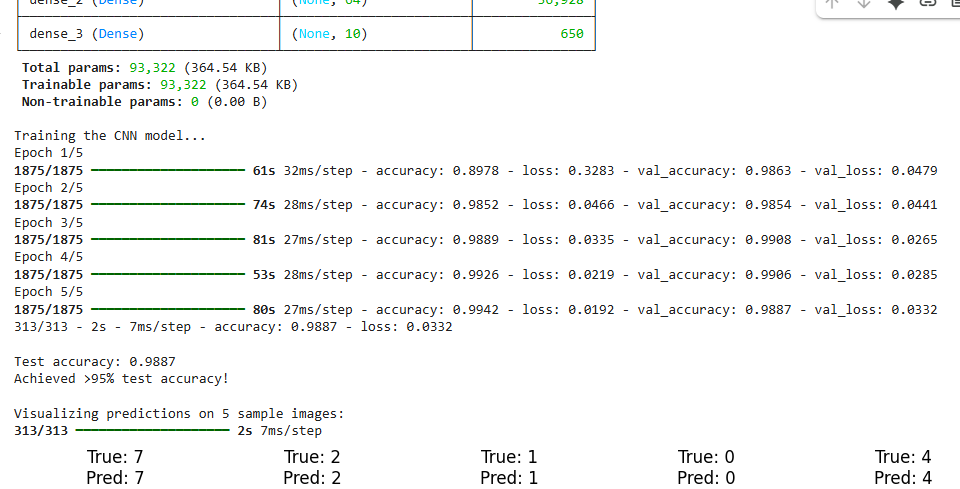 dense_2 (Dense) (None, 64) 36,928
dense_3 (Dense) (None, 10) 650
Total params: 93,322 (364.54 KB)
Trainable params: 93,322 (364.54 KB)
Non-trainable params: 0 (0.00 B)
Training the CNN model...
Epoch 1/5
1875/1875 ━━━━━━━━━━━━━━━━━━━━ 61s 32ms/step - accuracy: 0.8978 - loss: 0.3283 - val_accuracy: 0.9863 - val_loss: 0.0479
Epoch 2/5
1875/1875 ━━━━━━━━━━━━━━━━━━━━ 74s 28ms/step - accuracy: 0.9852 - loss: 0.0466 - val_accuracy: 0.9854 - val_loss: 0.0441
Epoch 3/5
1875/1875 ━━━━━━━━━━━━━━━━━━━━ 81s 27ms/step - accuracy: 0.9889 - loss: 0.0335 - val_accuracy: 0.9908 - val_loss: 0.0265
Epoch 4/5
1875/1875 ━━━━━━━━━━━━━━━━━━━━ 53s 28ms/step - accuracy: 0.9926 - loss: 0.0219 - val_accuracy: 0.9906 - val_loss: 0.0285
Epoch 5/5
1875/1875 ━━━━━━━━━━━━━━━━━━━━ 80s 27ms/step - accuracy: 0.9942 - loss: 0.0192 - val_accuracy: 0.9887 - val_loss: 0.0332
313/313 - 2s - 7ms/step - accuracy: 0.9887 - loss: 0.0332
Test accuracy: 0.9887
Achieved >95% test accuracy!
Visualizing predictions on 5 sample images:
313/313 ━━━━━━━━━━━━━━━━━━━━ 2s 7ms/step
True: 7 True: 2 True: 1 True: 0 True: 4
Pred: 7 Pred: 2 Pred: 1 Pred: 0 Pred: 4